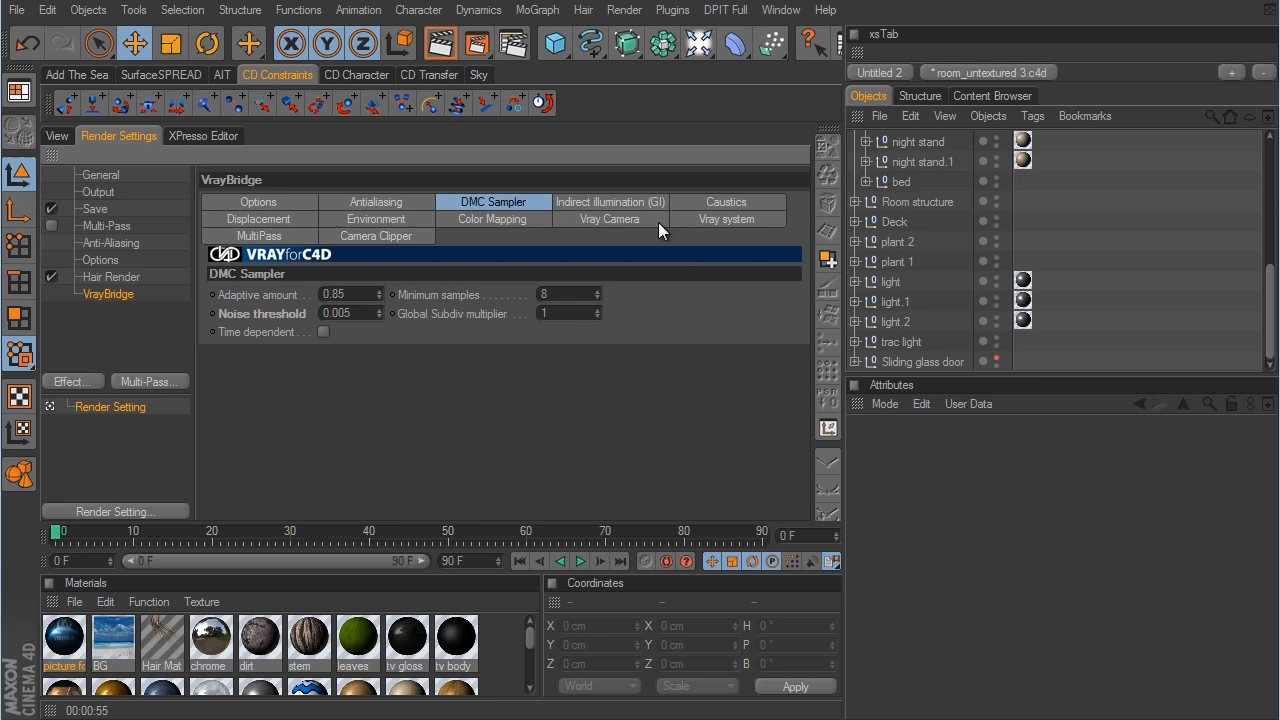 File Edit Objects Tools Selection Structure Functions Animation Character Dynamics MoGraph Hair Render Plugins DPIT Full Window Help
xsTab
Untitled 2 *room_untextured 3.c4d + -
Add The Sea SurfaceSPREAD AIT CD Constraints CD Character CD Transfer Sky
Objects Structure Content Browser
File Edit View Objects Tags Bookmarks
View Render Settings XPresso Editor
General
Output
Save
Multi-Pass
Anti-Aliasing
Options
Hair Render
VrayBridge
Effect... Multi-Pass...
Render Setting
Render Setting...
VrayBridge
Options Antialiasing DMC Sampler Indirect illumination (GI) Caustics
Displacement Environment Color Mapping Vray Camera Vray system
MultiPass Camera Clipper
VRAYforC4D
DMC Sampler
Adaptive amount . . 0.85 Minimum samples . . . . . . . 8
Noise threshold 0.005 Global Subdiv multiplier . . . 1
Time dependent . . .
PSR
night stand
night stand.1
bed
Room structure
Deck
plant 2
plant 1
light
light.1
light.2
trac light
Sliding glass door
Attributes
Mode Edit User Data
0 10 20 30 40 50 60 70 80 90 0 F
0 F 0 F 90 F 90 F
Materials
File Edit Function Texture
picture fo BG Hair Mat chrome dirt stem leaves tv gloss tv body
Coordinates
-- -- --
X 0 cm X 0 cm H 0 °
Y 0 cm Y 0 cm P 0 °
Z 0 cm Z 0 cm B 0 °
World Scale Apply
MAXON
CINEMA 4D
00:00:55